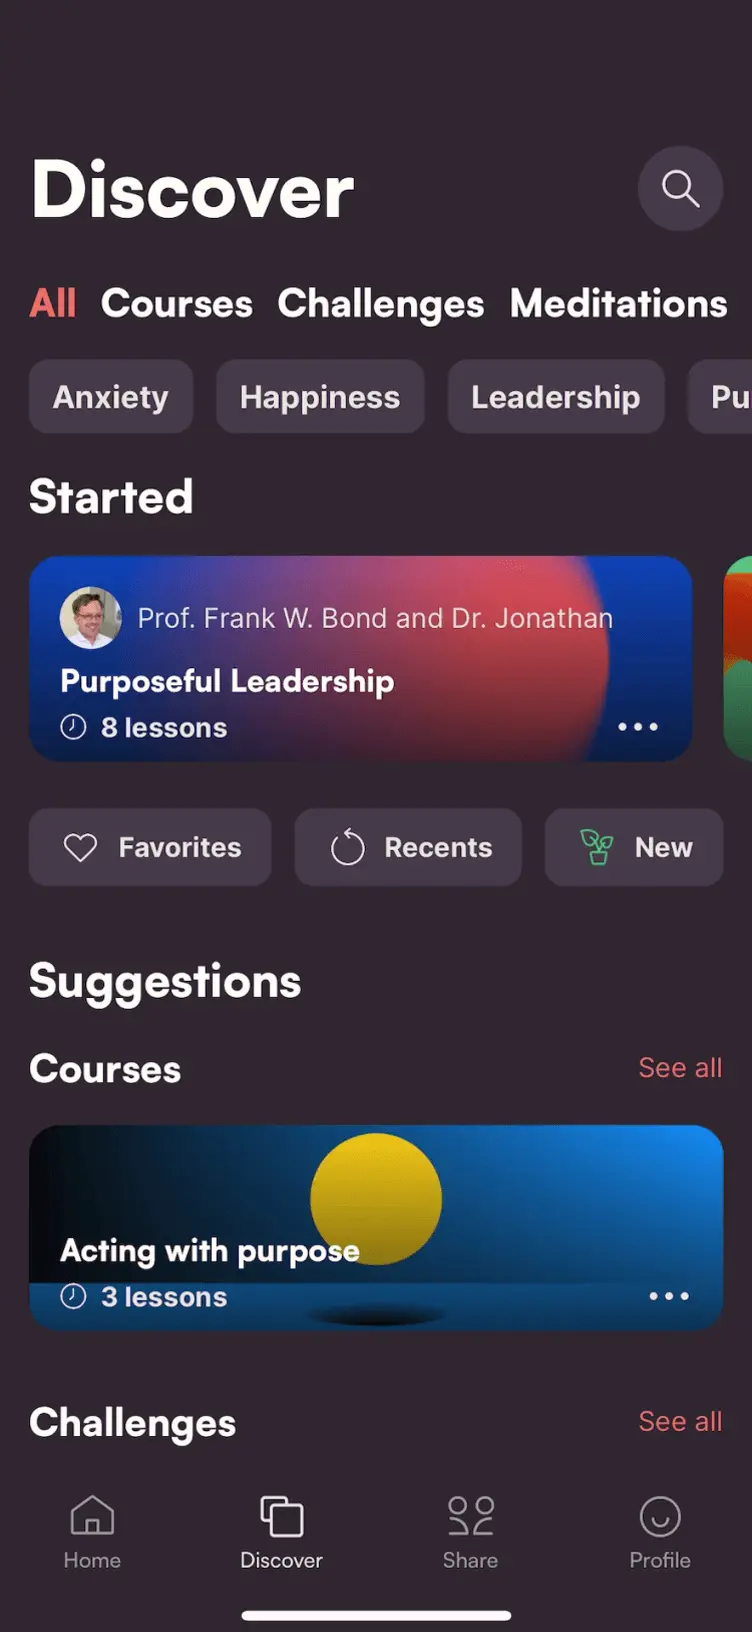 Discover
All Courses Challenges Meditations
Anxiety Happiness Leadership Pu
Started
Prof. Frank W. Bond and Dr. Jonathan
Purposeful Leadership
8 lessons
Favorites Recents New
Suggestions
Courses See all
Acting with purpose
3 lessons
Challenges See all
Home Discover Share Profile